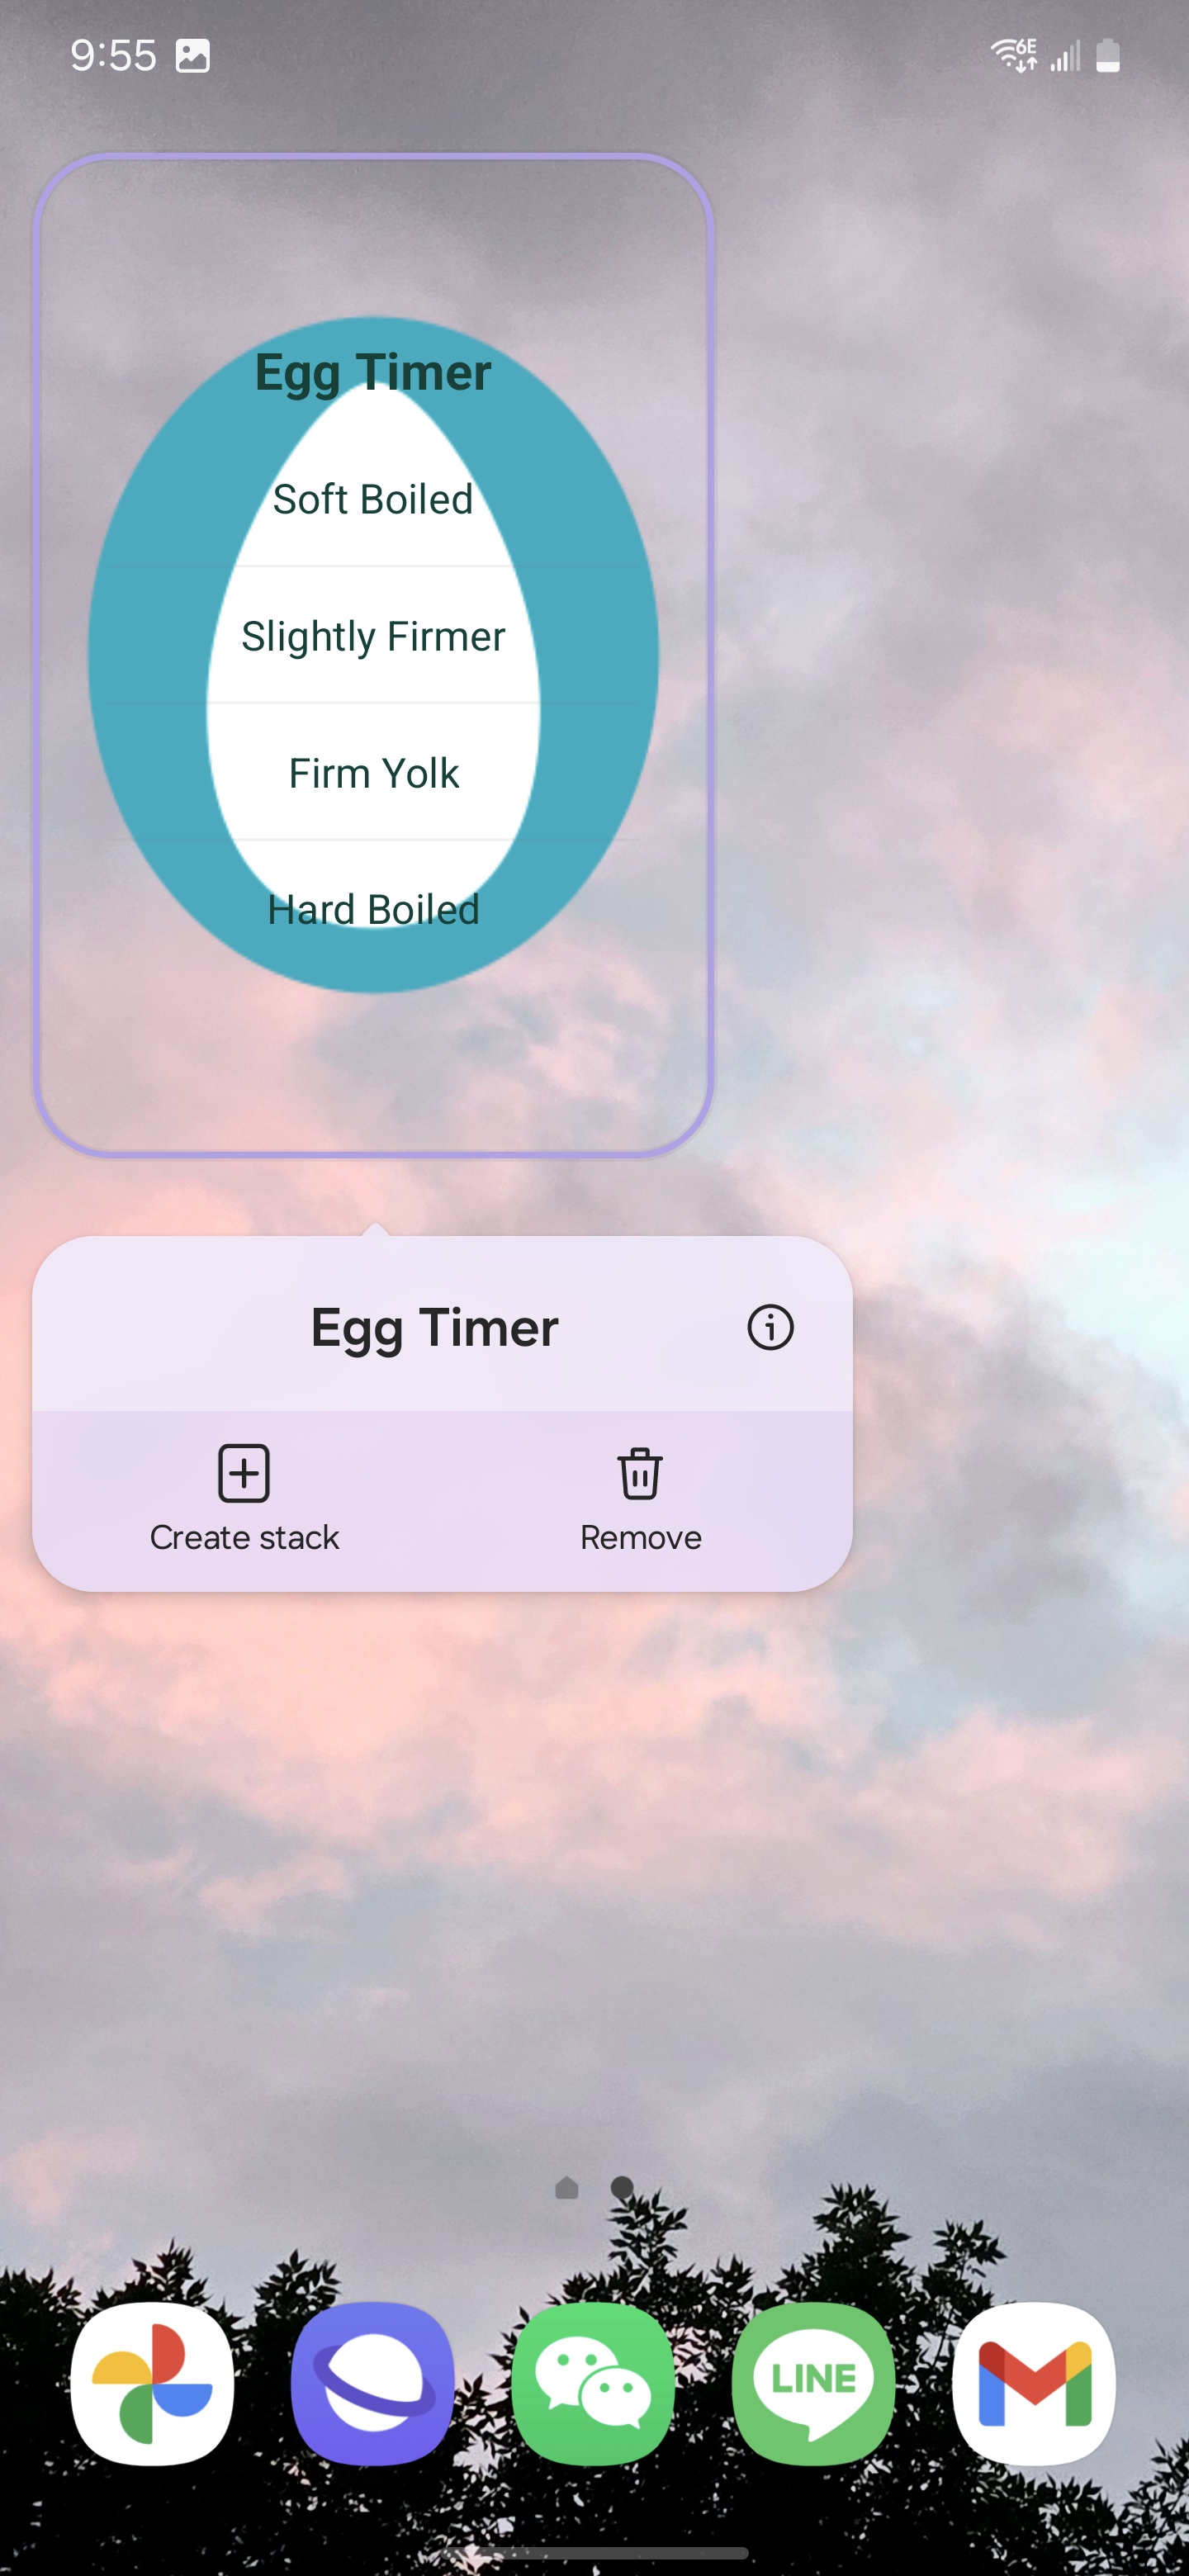 9:55
6E
Egg Timer
Soft Boiled
Slightly Firmer
Firm Yolk
Hard Boiled
Egg Timer
Create stack
Remove
LINE